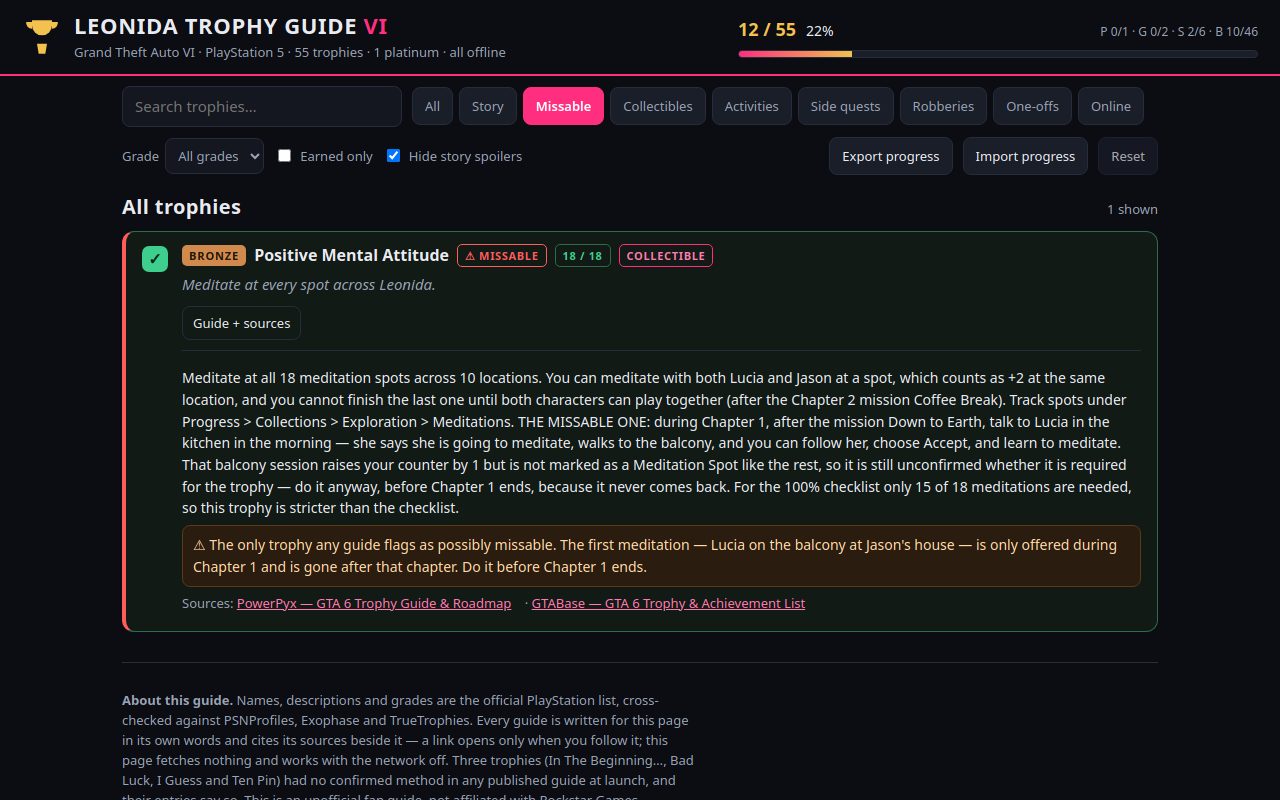 LEONIDA TROPHY GUIDE VI
Grand Theft Auto VI · PlayStation 5 · 55 trophies · 1 platinum · all offline
12 / 55 22%
P 0/1 · G 0/2 · S 2/6 · B 10/46
Search trophies...
All
Story
Missable
Collectibles
Activities
Side quests
Robberies
One-offs
Online
Grade
All grades
Earned only
Hide story spoilers
Export progress
Import progress
Reset
All trophies
1 shown
✓
BRONZE
Positive Mental Attitude
⚠ MISSABLE
18 / 18
COLLECTIBLE
Meditate at every spot across Leonida.
Guide + sources
Meditate at all 18 meditation spots across 10 locations. You can meditate with both Lucia and Jason at a spot, which counts as +2 at the same
location, and you cannot finish the last one until both characters can play together (after the Chapter 2 mission Coffee Break). Track spots under
Progress > Collections > Exploration > Meditations. THE MISSABLE ONE: during Chapter 1, after the mission Down to Earth, talk to Lucia in the
kitchen in the morning — she says she is going to meditate, walks to the balcony, and you can follow her, choose Accept, and learn to meditate.
That balcony session raises your counter by 1 but is not marked as a Meditation Spot like the rest, so it is still unconfirmed whether it is required
for the trophy — do it anyway, before Chapter 1 ends, because it never comes back. For the 100% checklist only 15 of 18 meditations are needed,
so this trophy is stricter than the checklist.
⚠ The only trophy any guide flags as possibly missable. The first meditation — Lucia on the balcony at Jason's house — is only offered during
Chapter 1 and is gone after that chapter. Do it before Chapter 1 ends.
Sources: PowerPyx — GTA 6 Trophy Guide & Roadmap · GTABase — GTA 6 Trophy & Achievement List
About this guide. Names, descriptions and grades are the official PlayStation list, cross-
checked against PSNProfiles, Exophase and TrueTrophies. Every guide is written for this page
in its own words and cites its sources beside it — a link opens only when you follow it; this
page fetches nothing and works with the network off. Three trophies (In The Beginning..., Bad
Luck, I Guess and Ten Pin) had no confirmed method in any published guide at launch, and
their entries say so. This is an unofficial fan guide, not affiliated with Rockstar Games